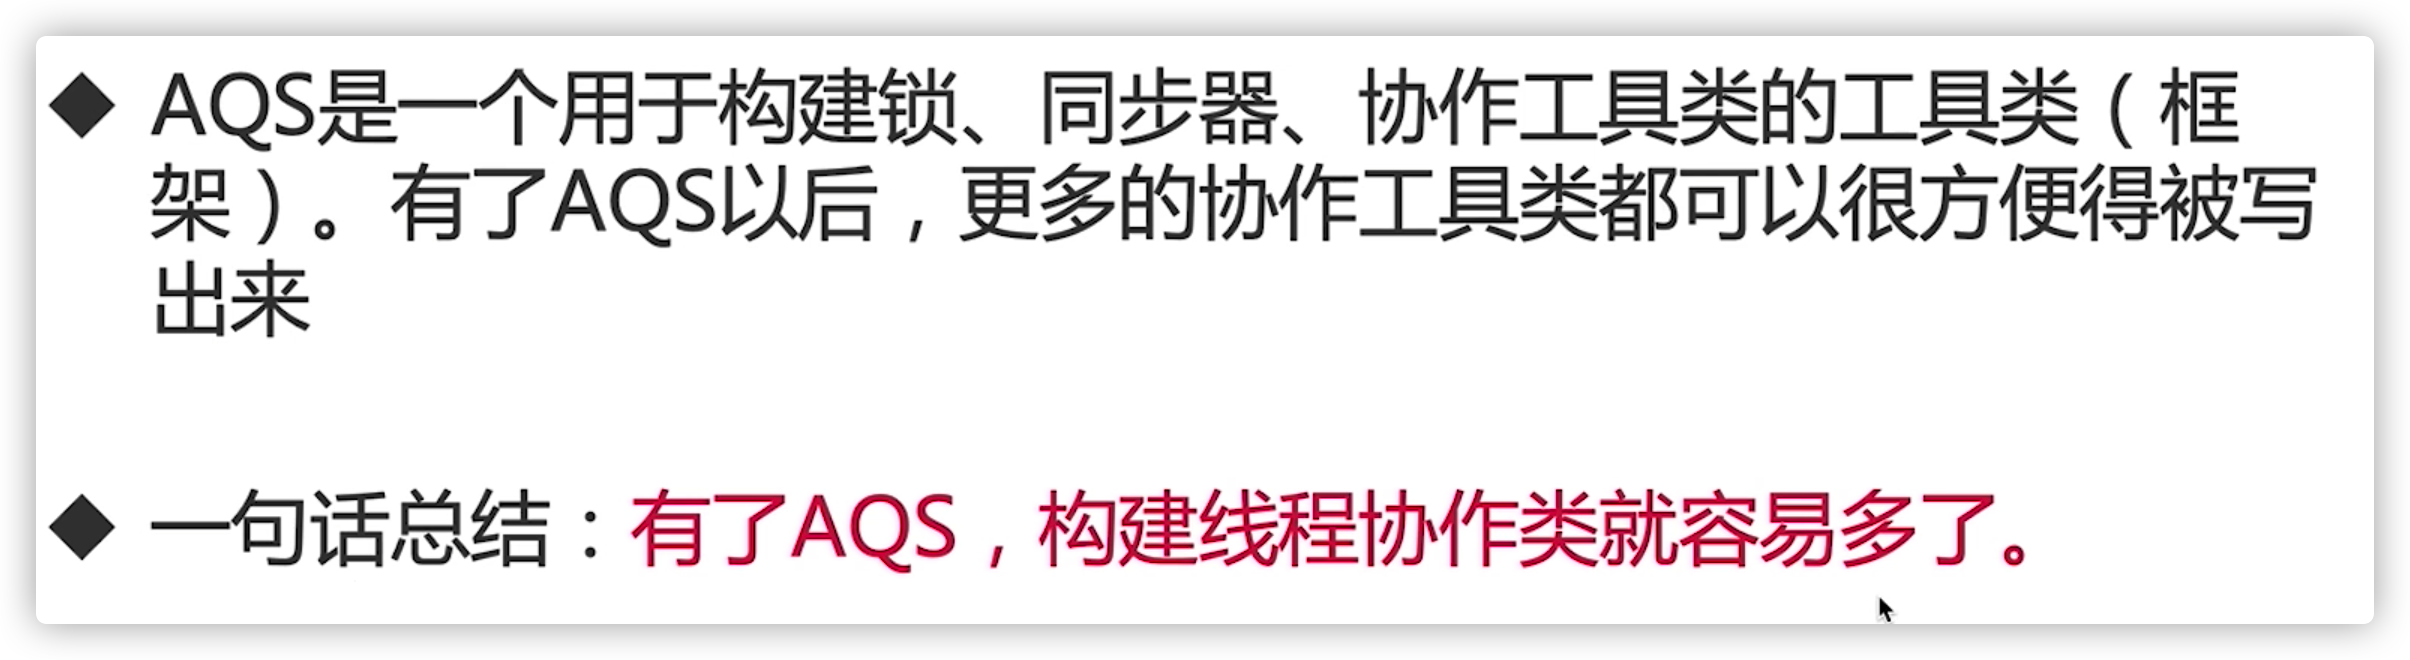 ◆ AQS是一个用于构建锁、同步器、协作工具类的工具类（框
架）。有了AQS以后，更多的协作工具类都可以很方便得被写
出来
◆ 一句话总结：有了AQS，构建线程协作类就容易多了。